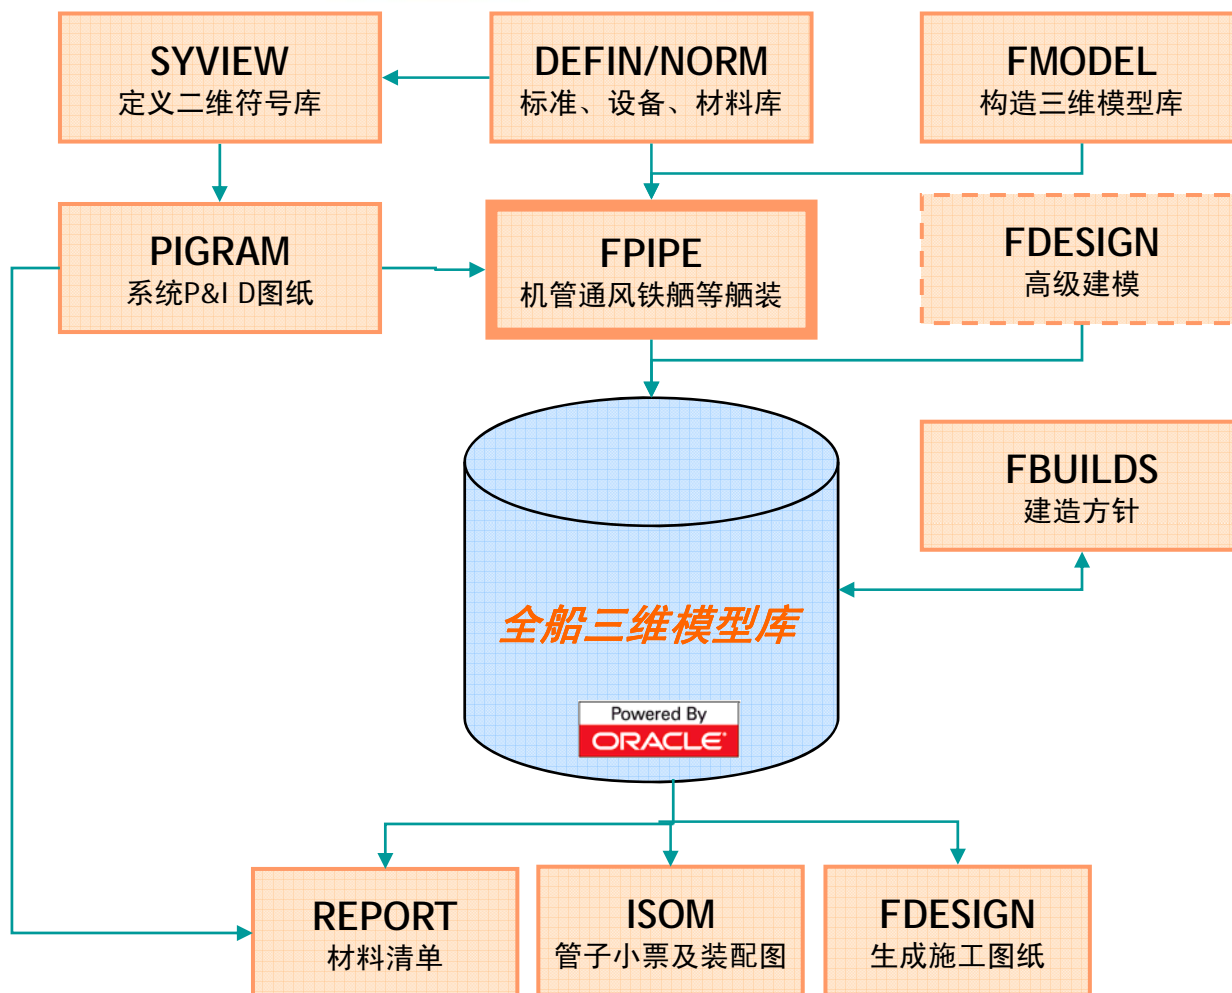 SYVIEW
定义二维符号库
DEFIN/NORM
标准、设备、材料库
FMODEL
构造三维模型库
PIGRAM
系统P&I D图纸
FPIPE
机管通风铁舾等舾装
FDESIGN
高级建模
FBUILDS
建造方针
全船三维模型库
Powered By
ORACLE
REPORT
材料清单
ISOM
管子小票及装配图
FDESIGN
生成施工图纸